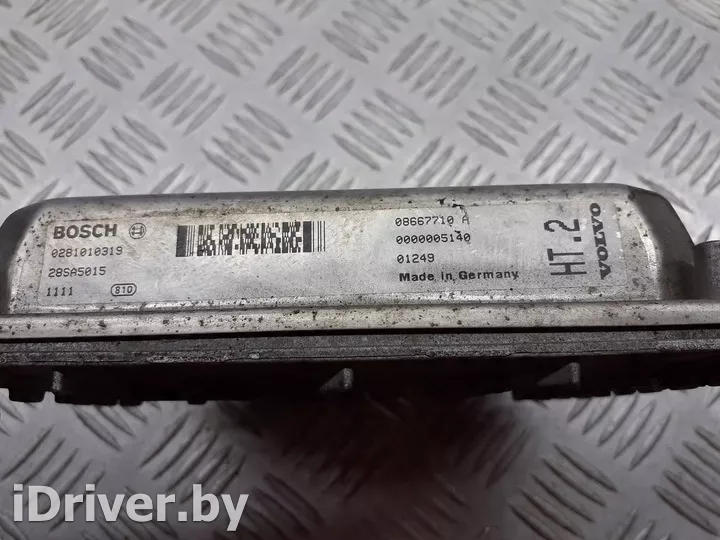 BOSCH
0281010319
28SA5015
1111 810
08667710 A
0000005140
01249
Made in Germany
HT.2
VOLVO
iDriver.by